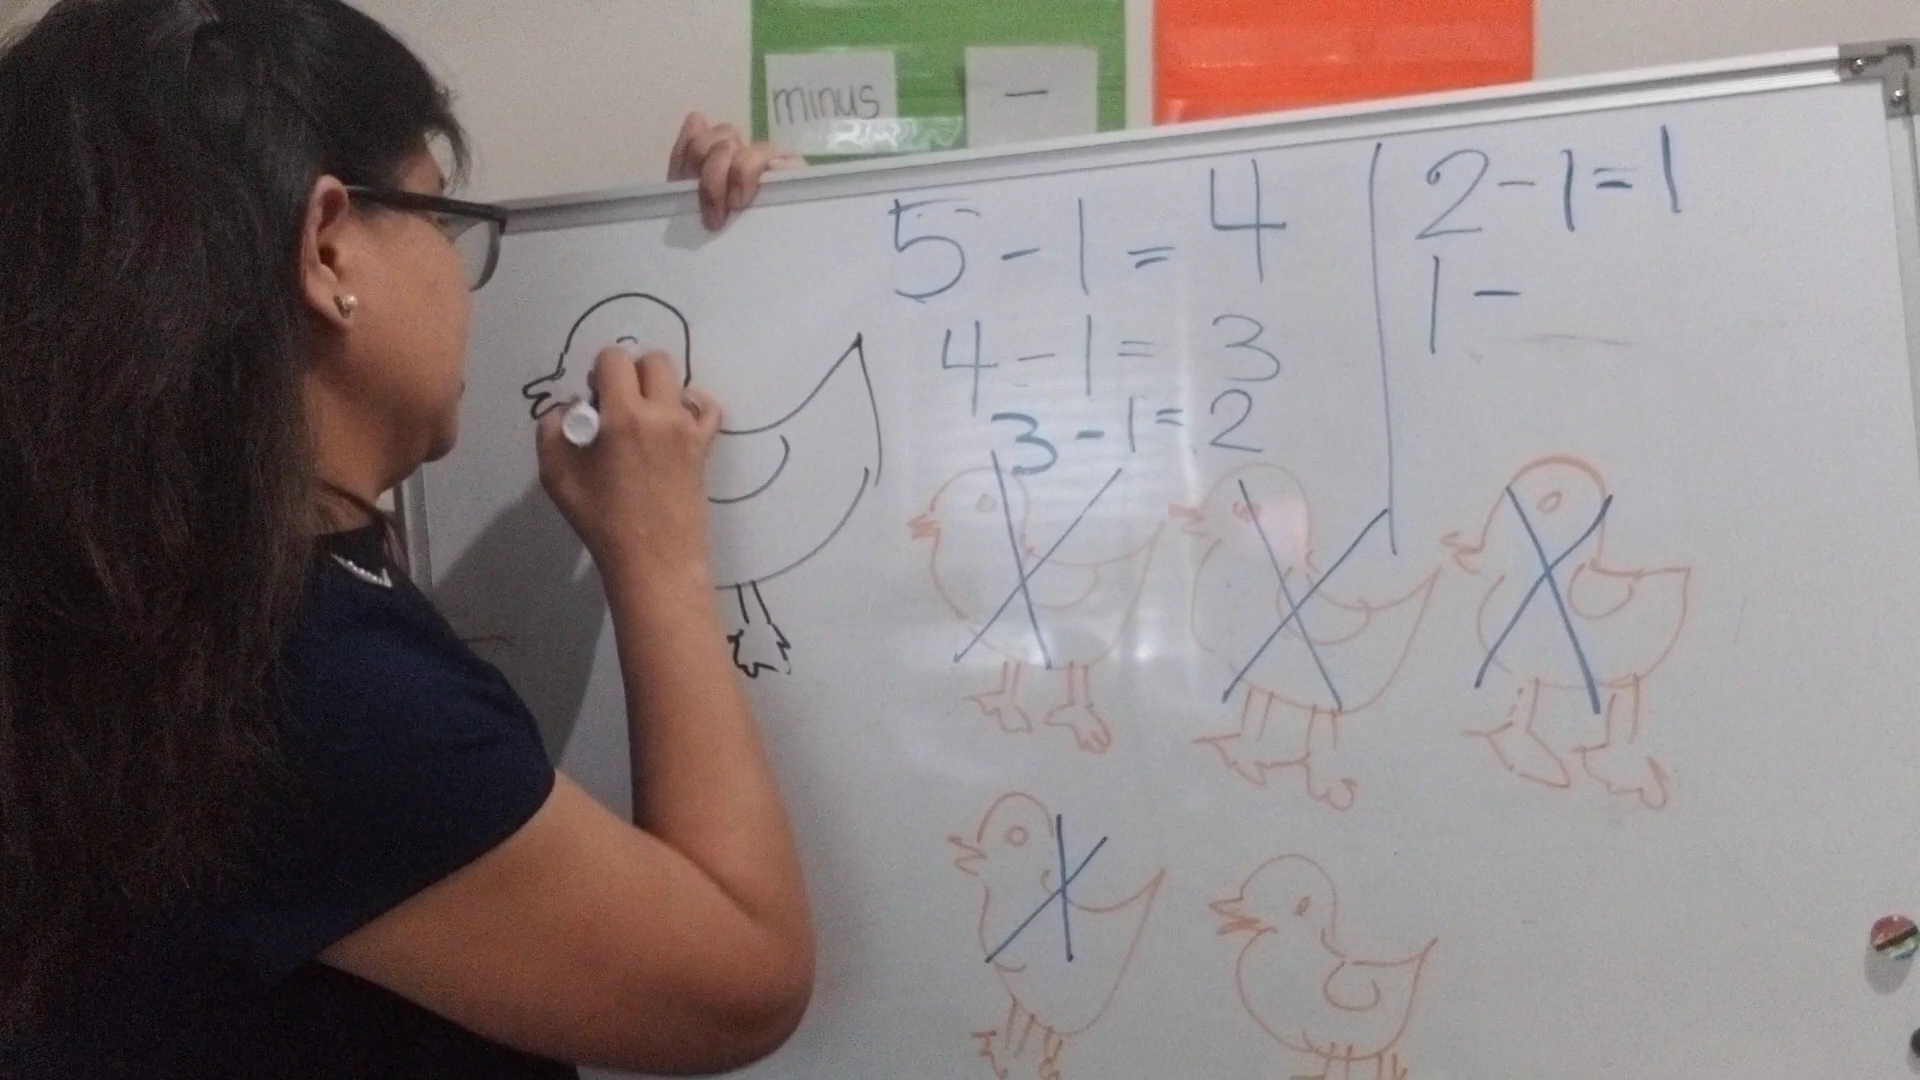 minus –
5 - 1 = 4
4 - 1 = 3
3 - 1 = 2
2 - 1 = 1
1 -